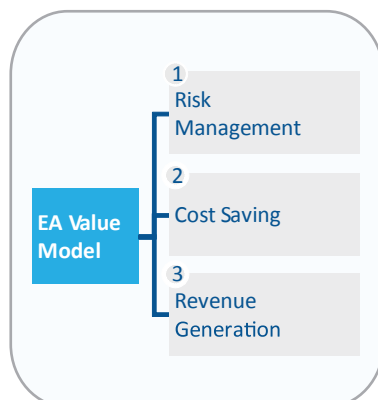 1
Risk
Management
EA Value
Model
2
Cost Saving
3
Revenue
Generation